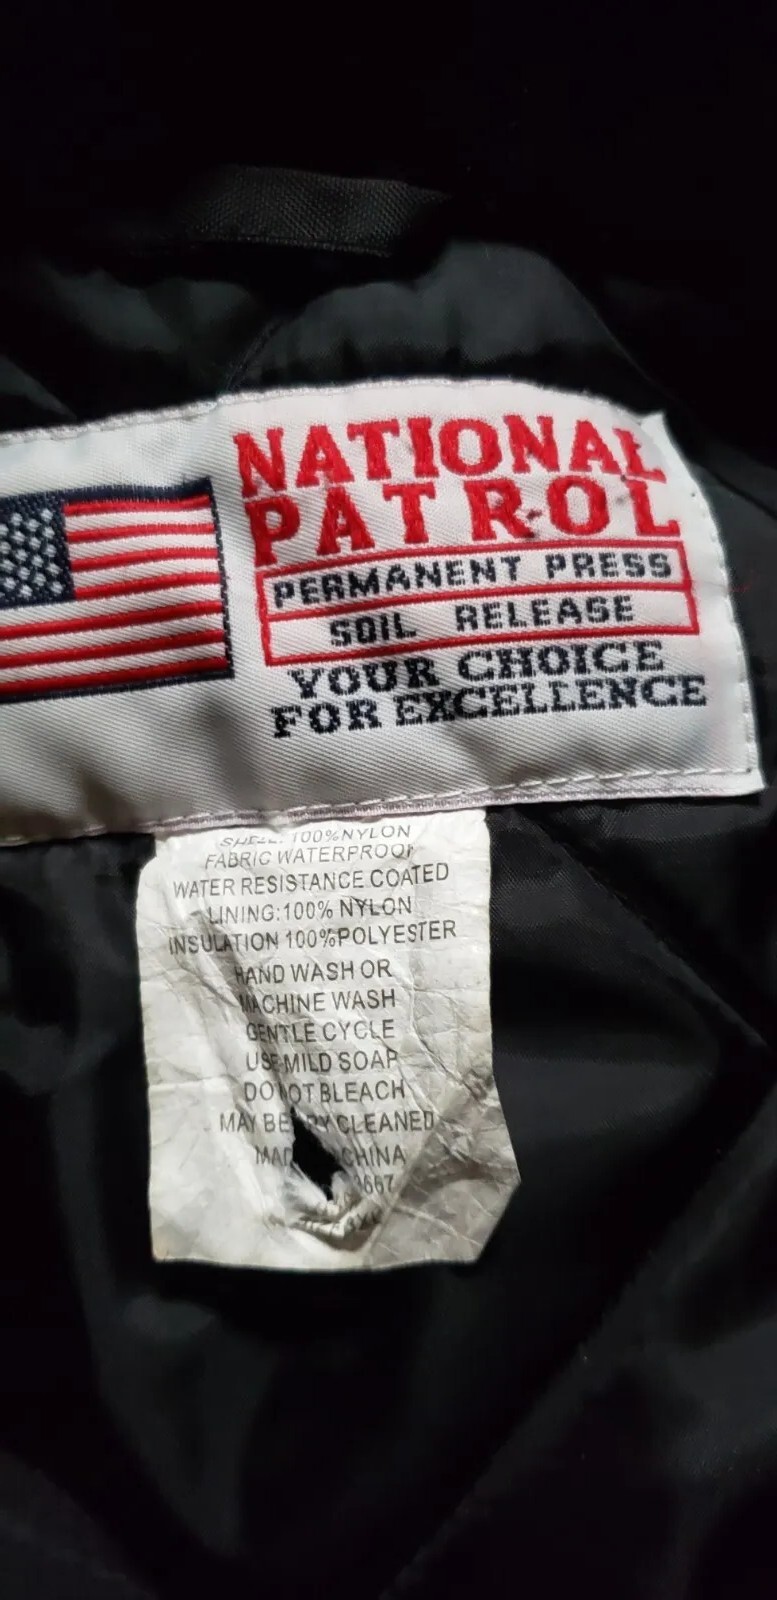 NATIONAL
PATROL
PERMANENT PRESS
SOIL RELEASE
YOUR CHOICE
FOR EXCELLENCE
SHELL: 100%NYLON
FABRIC WATERPROOF
WATER RESISTANCE COATED
LINING:100% NYLON
INSULATION 100%POLYESTER
HAND WASH OR
MACHINE WASH
GENTLE CYCLE
USE MILD SOAP
DO NOT BLEACH
MAY BE DRY CLEANED
MADE CHINA